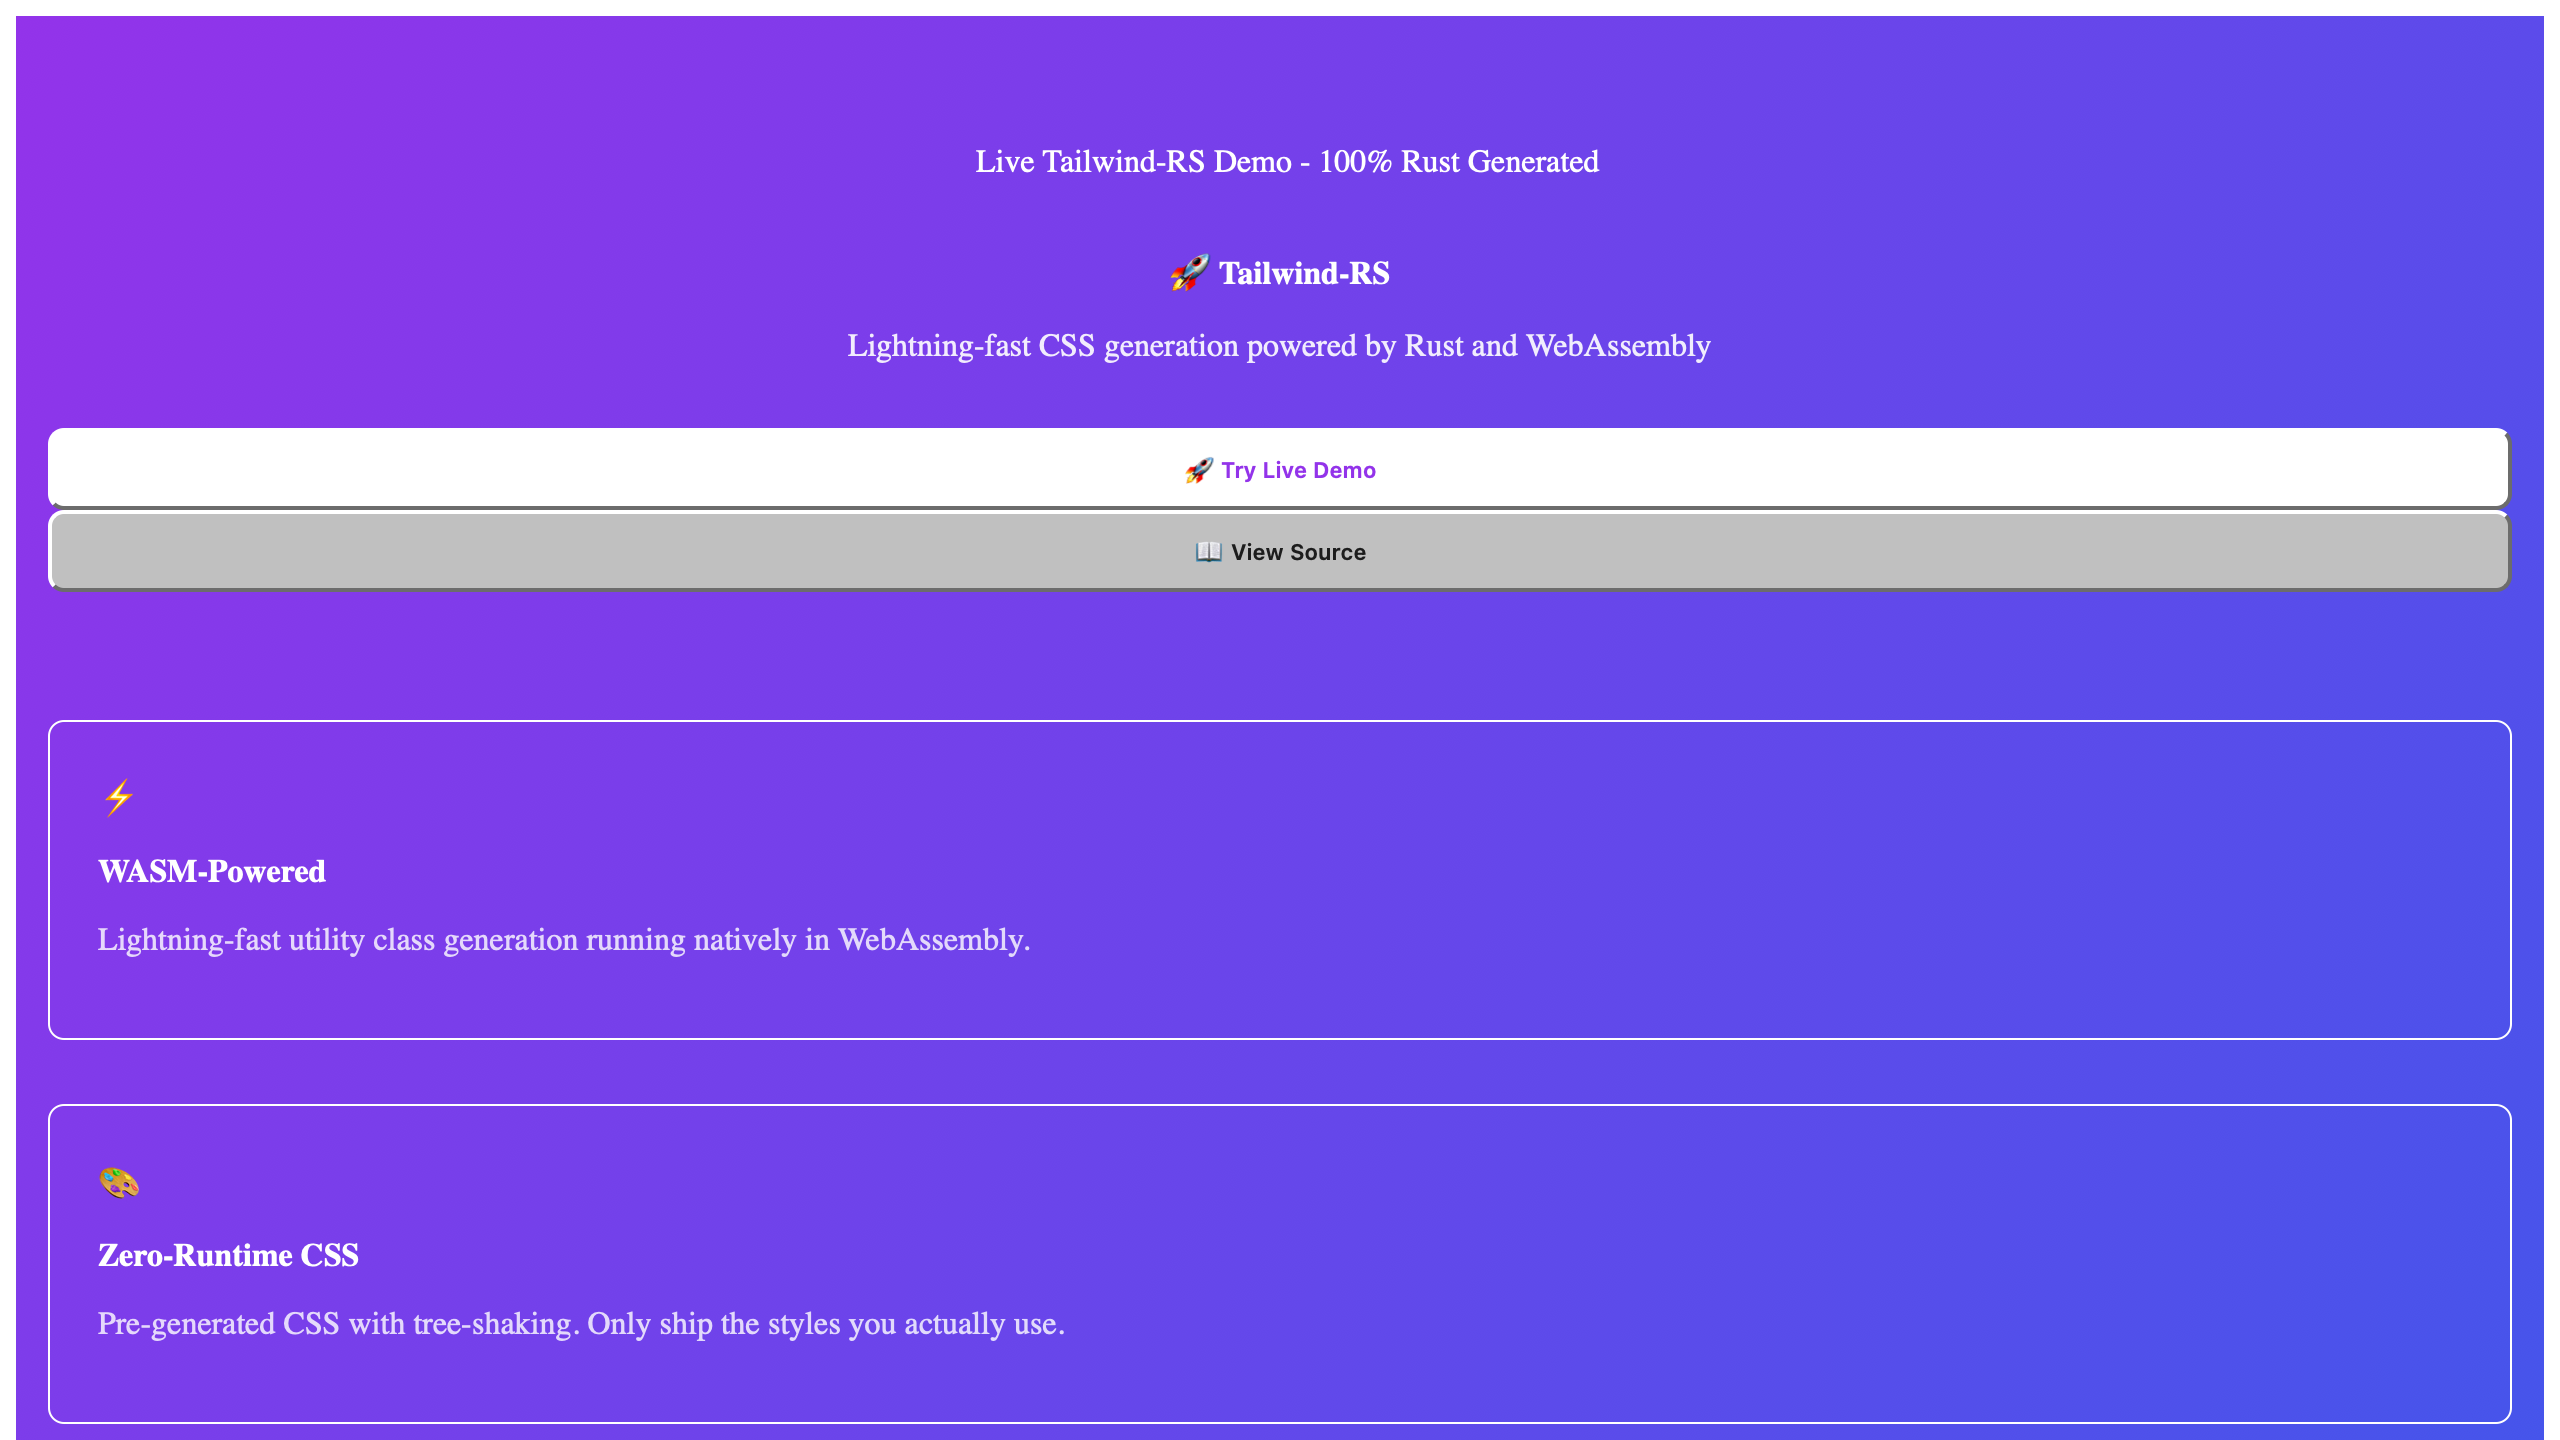 Live Tailwind-RS Demo - 100% Rust Generated
🚀 Tailwind-RS
Lightning-fast CSS generation powered by Rust and WebAssembly
🚀 Try Live Demo
📖 View Source
⚡
WASM-Powered
Lightning-fast utility class generation running natively in WebAssembly.
🎨
Zero-Runtime CSS
Pre-generated CSS with tree-shaking. Only ship the styles you actually use.